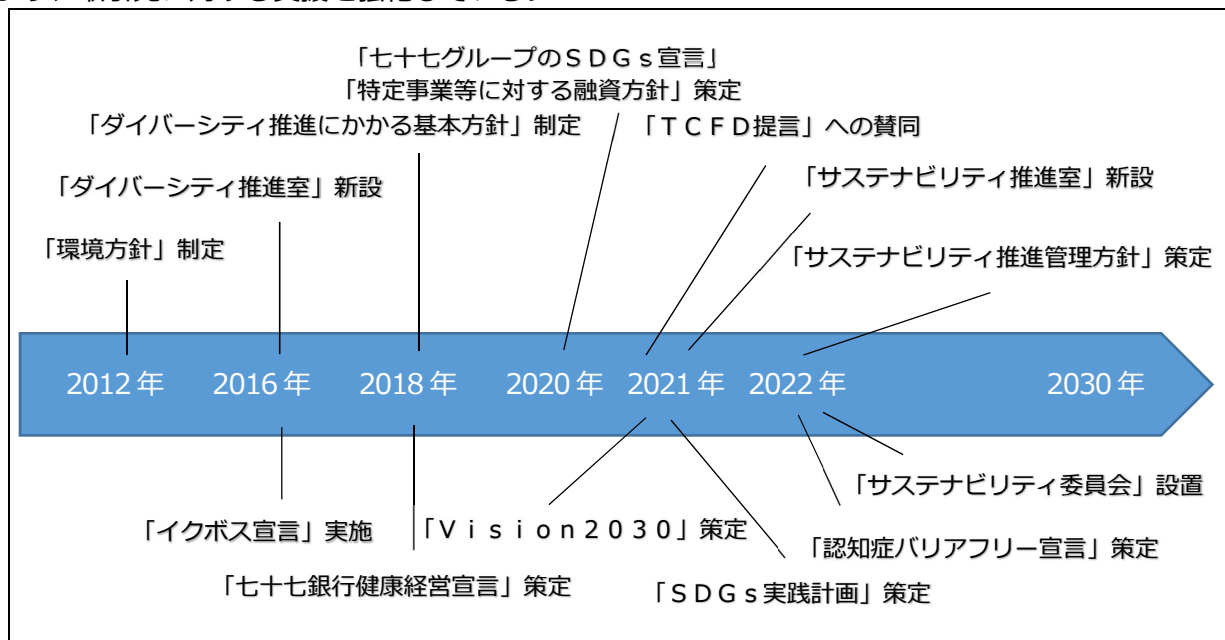 「七十七グループのＳＤＧｓ宣言」
「特定事業等に対する融資方針」策定
「ダイバーシティ推進にかかる基本方針」制定
「ＴＣＦＤ提言」への賛同
「ダイバーシティ推進室」新設
「サステナビリティ推進室」新設
「環境方針」制定
「サステナビリティ推進管理方針」策定
2012年
2016年
2018年
2020年
2021年
2022年
2030年
「サステナビリティ委員会」設置
「イクボス宣言」実施
「Ｖｉｓｉｏｎ２０３０」策定
「認知症バリアフリー宣言」策定
「七十七銀行健康経営宣言」策定
「ＳＤＧｓ実践計画」策定